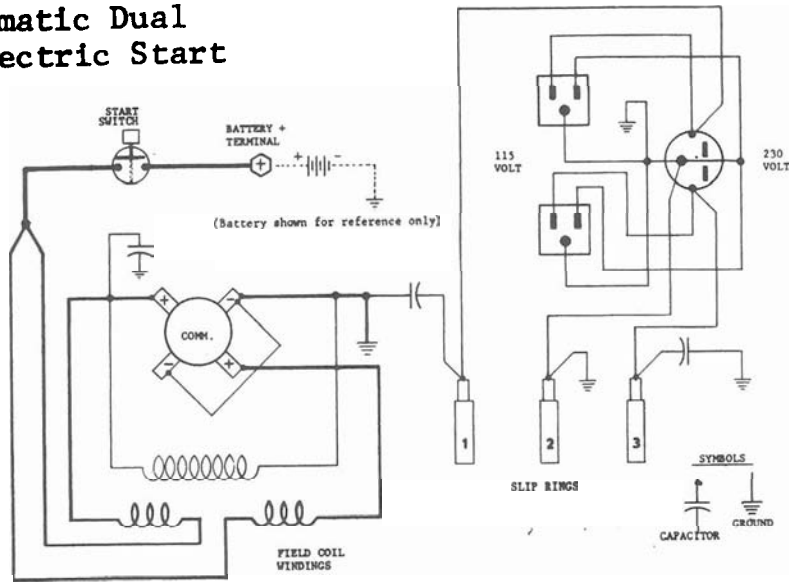 matic Dual
ectric Start
START
SWITCH
BATTERY +
TERMINAL
+ -
(Battery shown for reference only)
115
VOLT
230
VOLT
+ -
COMM.
- +
1 2 3
SLIP RINGS
SYMBOLS
CAPACITOR
GROUND
FIELD COIL
WINDINGS